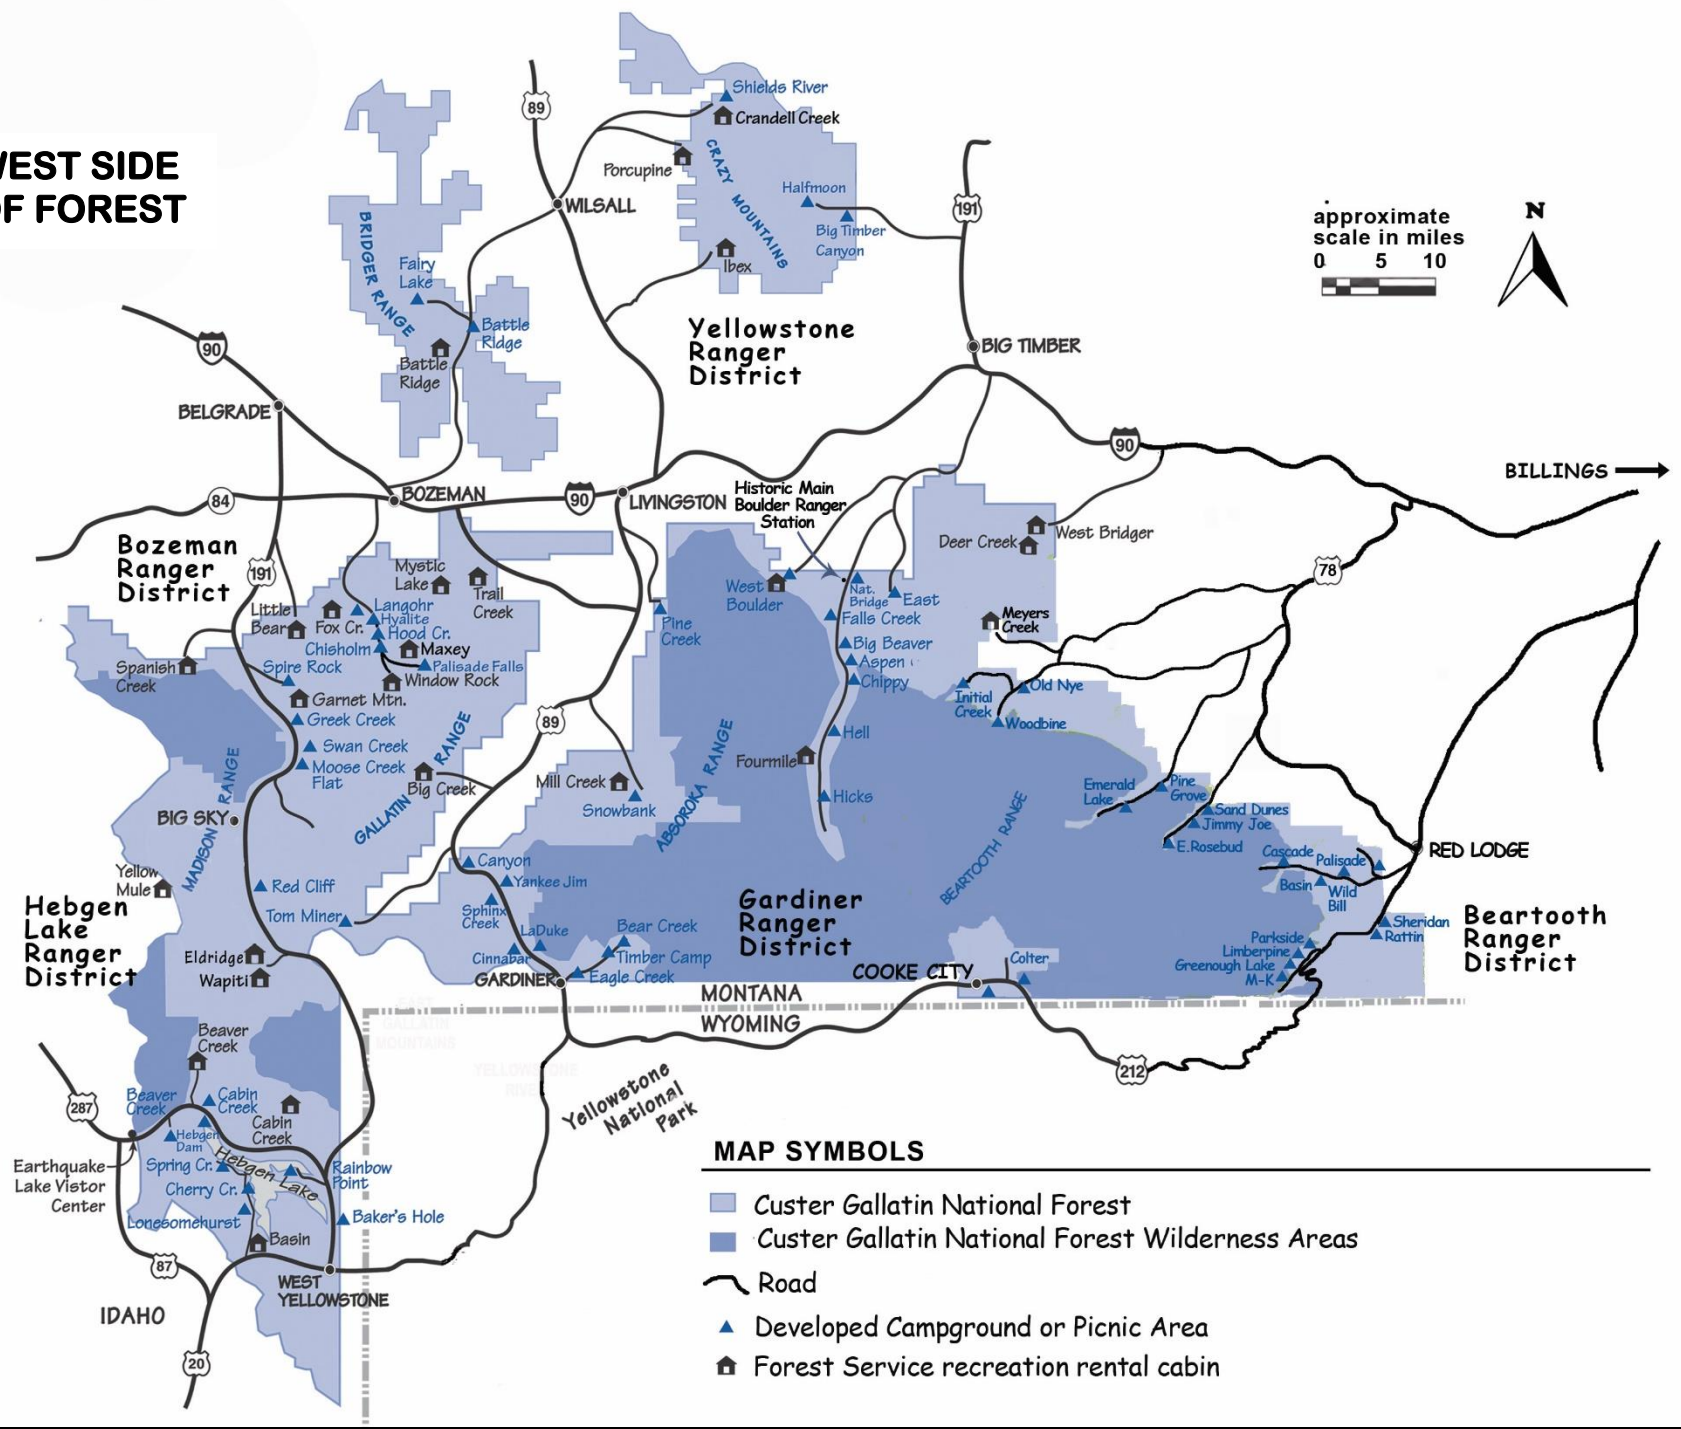 WEST SIDE
OF FOREST
89
Shields River
Crandell Creek
Porcupine
CRAZY MOUNTAINS
WILSALL
Halfmoon
Big Timber
Canyon
191
Ibex
approximate
scale in miles
0 5 10
N
BRIDGER RANGE
Fairy
Lake
Battle
Ridge
Battle
Ridge
Yellowstone
Ranger
District
BIG TIMBER
90
BELGRADE
90
BILLINGS
84
BOZEMAN
90
LIVINGSTON
Historic Main
Boulder Ranger
Station
West Bridger
Deer Creek
Bozeman
Ranger
District
191
78
Mystic
Lake
Trail
Creek
Little
Bear
Fox Cr.
Langohr
Hyalite
Hood Cr.
Chisholm
Maxey
Palisade Falls
Window Rock
Spanish
Creek
Spire Rock
Garnet Mtn.
Greek Creek
Swan Creek
Moose Creek
Flat
Pine
Creek
West
Boulder
Nat.
Bridge
East
Falls Creek
Big Beaver
Aspen
Chippy
Meyers
Creek
Initial
Creek
Old Nye
Woodbine
Hell
Fourmile
Hicks
89
GALLATIN RANGE
Big Creek
Mill Creek
Snowbank
ABSOROKA RANGE
BEARTOOTH RANGE
MADISON RANGE
BIG SKY
Emerald
Lake
Pine
Grove
Sand Dunes
Jimmy Joe
E.Rosebud
Cascade
Palisade
Basin
Wild
Bill
RED LODGE
Yellow
Mule
Red Cliff
Tom Miner
Canyon
Yankee Jim
Sphinx
Creek
LaDuke
Cinnabar
Bear Creek
Timber Camp
Eagle Creek
GARDINER
Gardiner
Ranger
District
Hebgen
Lake
Ranger
District
Eldridge
Wapiti
COOKE CITY
Colter
Sheridan
Rattin
Parkside
Limberpine
Greenough Lake
M-K
Beartooth
Ranger
District
MONTANA
WYOMING
EAST
GALLATIN
MOUNTAINS
YELLOWSTONE
RIVER
212
Yellowstone
National
Park
Beaver
Creek
287
Beaver
Creek
Cabin
Creek
Cabin
Creek
Hebgen
Dam
Hebgen Lake
Spring Cr.
Cherry Cr.
Lonesomehurst
Rainbow
Point
Baker's Hole
Earthquake
Lake Vistor
Center
Basin
87
WEST
YELLOWSTONE
IDAHO
20
MAP SYMBOLS
Custer Gallatin National Forest
Custer Gallatin National Forest Wilderness Areas
Road
Developed Campground or Picnic Area
Forest Service recreation rental cabin